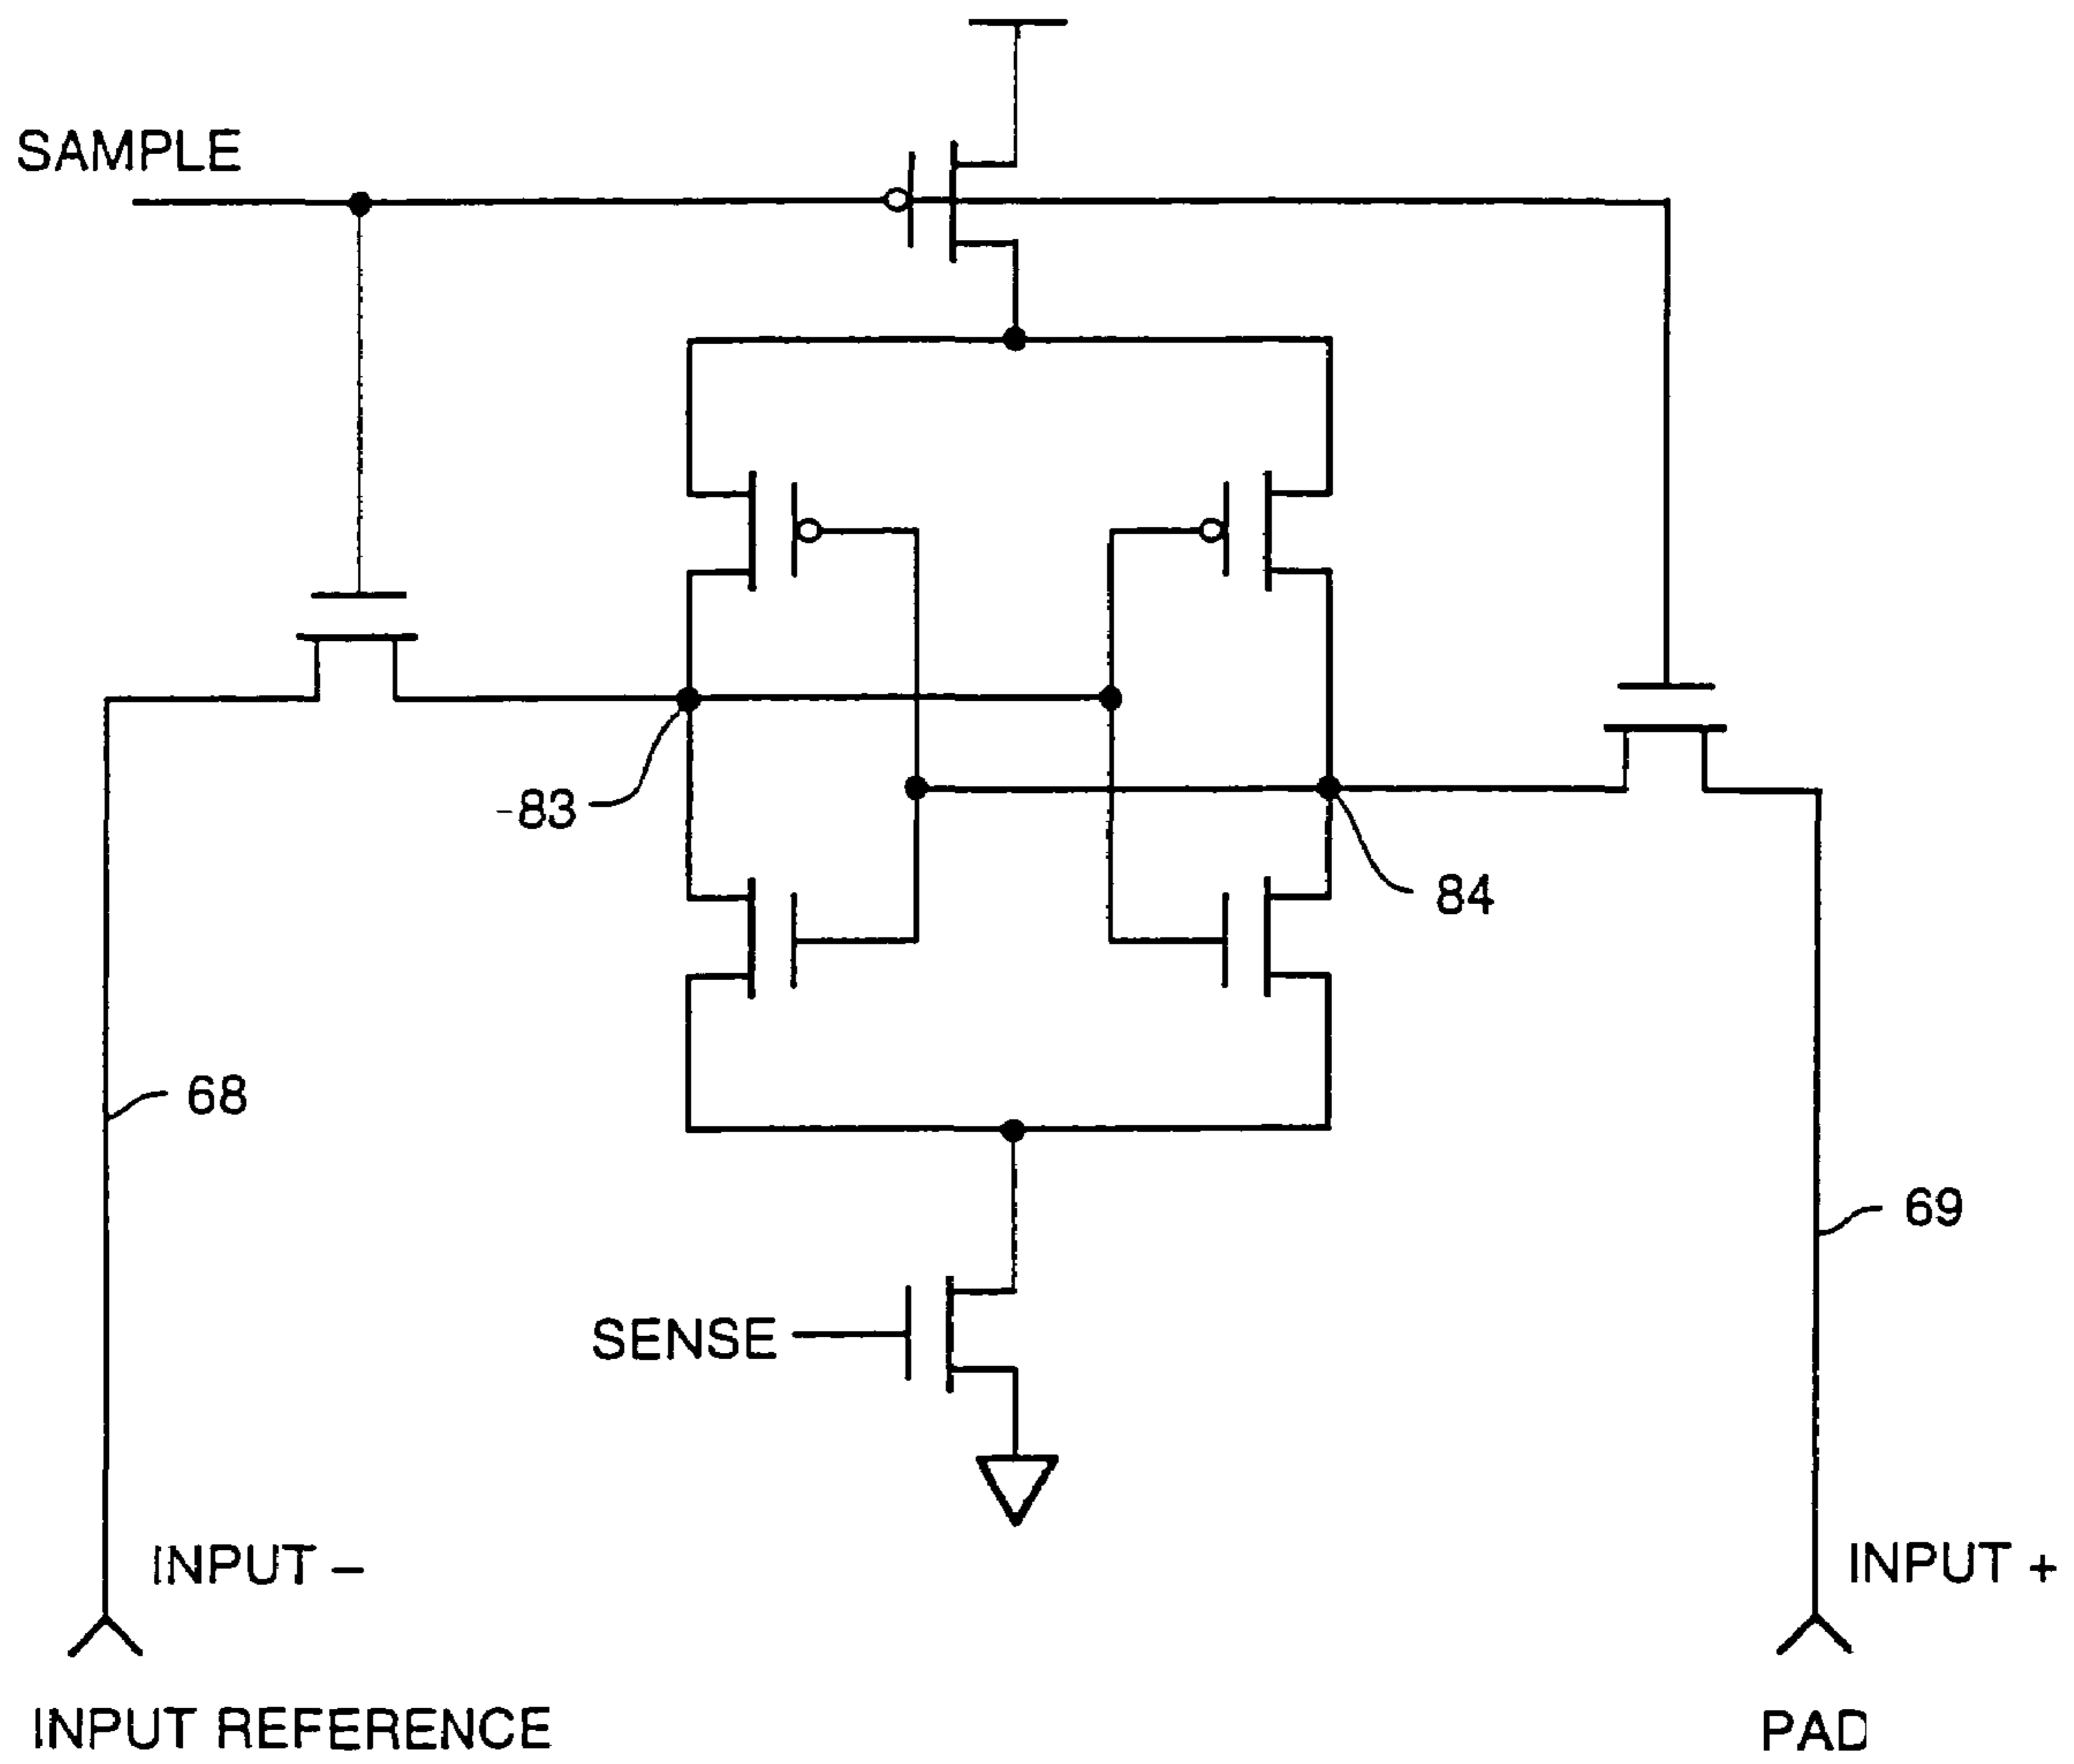 SAMPLE
-83
84
68
69
SENSE
INPUT –
INPUT +
INPUT REFERENCE
PAD